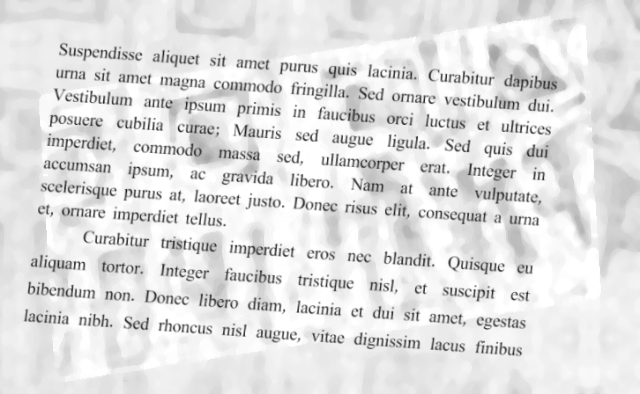 Suspendisse aliquet sit amet purus quis lacinia. Curabitur dapibus
urna sit amet magna commodo fringilla. Sed ornare vestibulum dui.
Vestibulum ante ipsum primis in faucibus orci luctus et ultrices
posuere cubilia curae; Mauris sed augue ligula. Sed quis dui
imperdiet, commodo massa sed, ullamcorper erat. Integer in
accumsan ipsum, ac gravida libero. Nam at ante vulputate,
scelerisque purus at, laoreet justo. Donec risus elit, consequat a urna
et, ornare imperdiet tellus.
Curabitur tristique imperdiet eros nec blandit. Quisque eu
aliquam tortor. Integer faucibus tristique nisl, et suscipit est
bibendum non. Donec libero diam, lacinia et dui sit amet, egestas
lacinia nibh. Sed rhoncus nisl augue, vitae dignissim lacus finibus